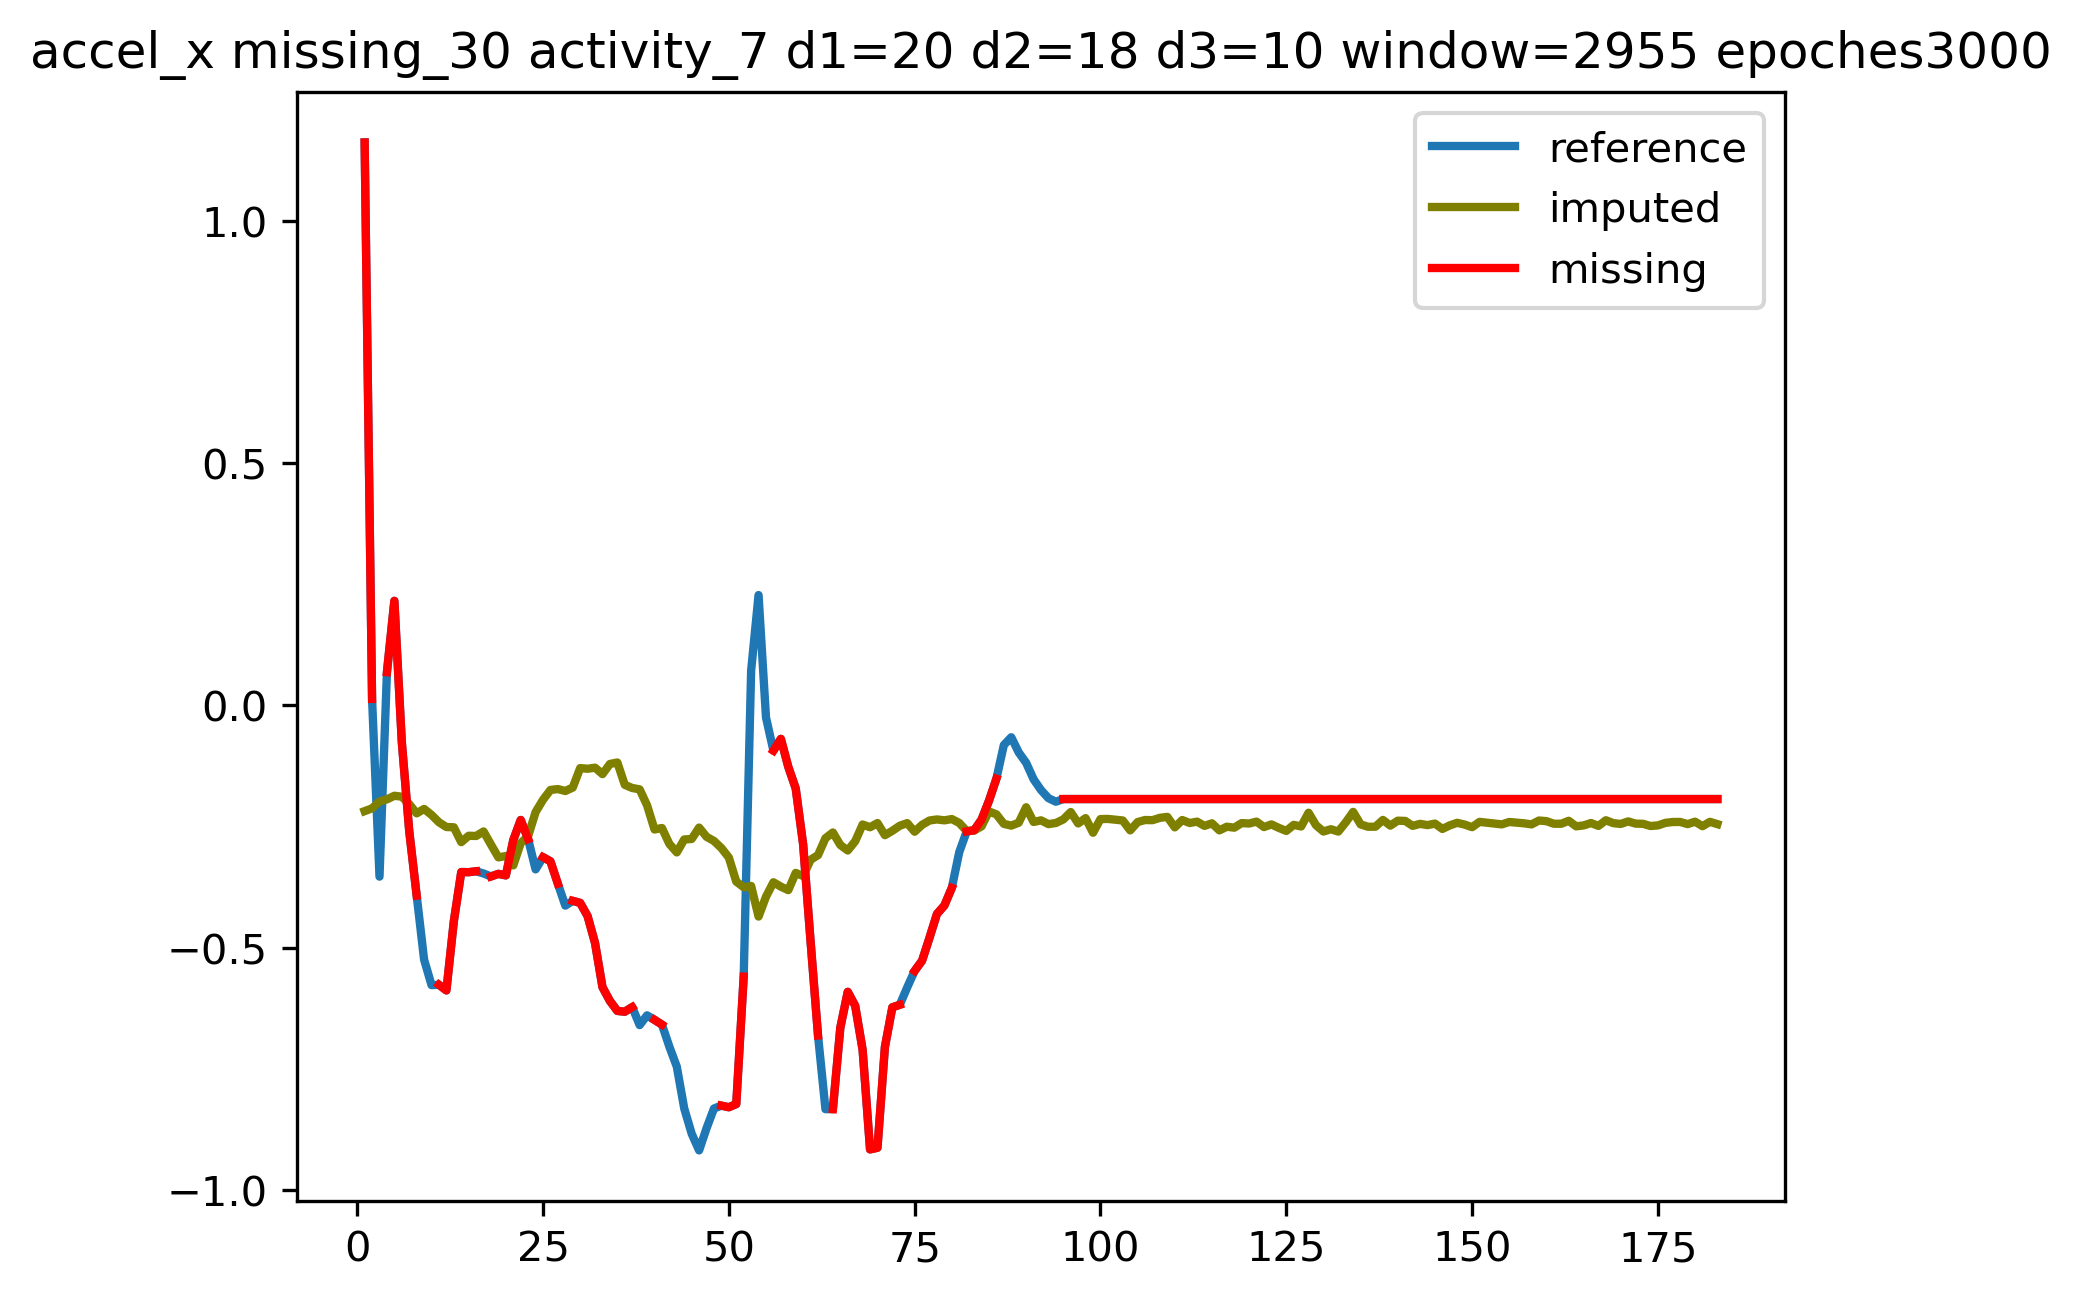 accel_x missing_30 activity_7 d1=20 d2=18 d3=10 window=2955 epoches3000
reference
imputed
missing
1.0
0.5
0.0
−0.5
−1.0
0 25 50 75 100 125 150 175